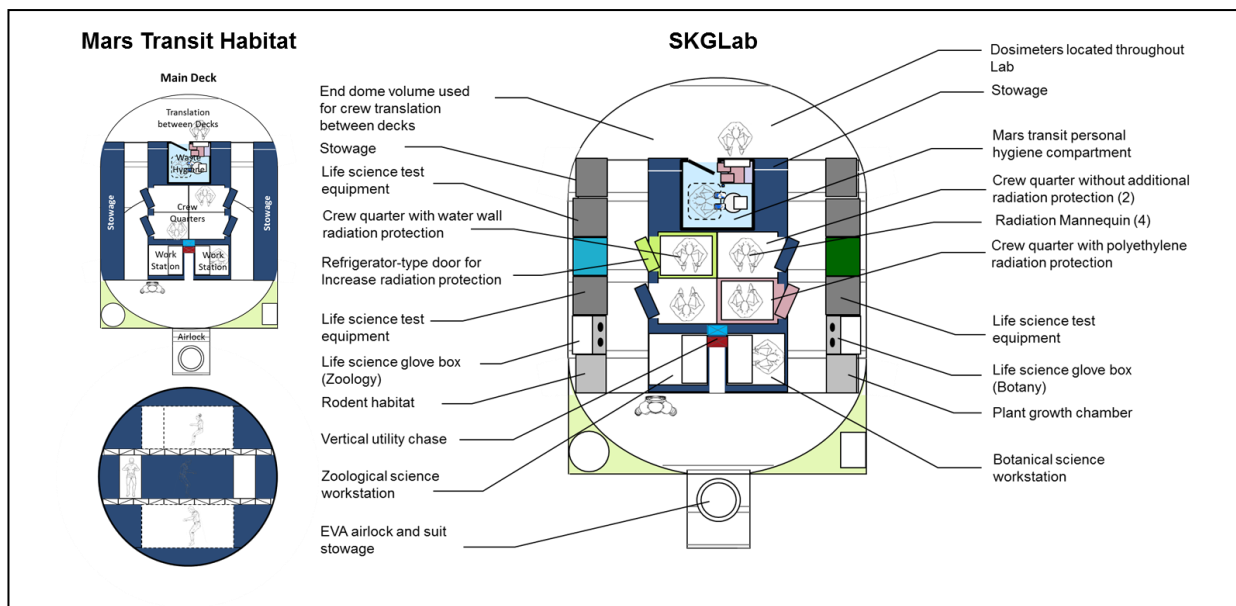 Mars Transit Habitat
Main Deck
Translation
between Decks
Waste
Hygiene
Stowage
Crew
Quarters
Stowage
Work
Station
Work
Station
Airlock
SKGLab
End dome volume used
for crew translation
between decks
Stowage
Life science test
equipment
Crew quarter with water wall
radiation protection
Refrigerator-type door for
Increase radiation protection
Life science test
equipment
Life science glove box
(Zoology)
Rodent habitat
Vertical utility chase
Zoological science
workstation
EVA airlock and suit
stowage
Dosimeters located throughout
Lab
Stowage
Mars transit personal
hygiene compartment
Crew quarter without additional
radiation protection (2)
Radiation Mannequin (4)
Crew quarter with polyethylene
radiation protection
Life science test
equipment
Life science glove box
(Botany)
Plant growth chamber
Botanical science
workstation